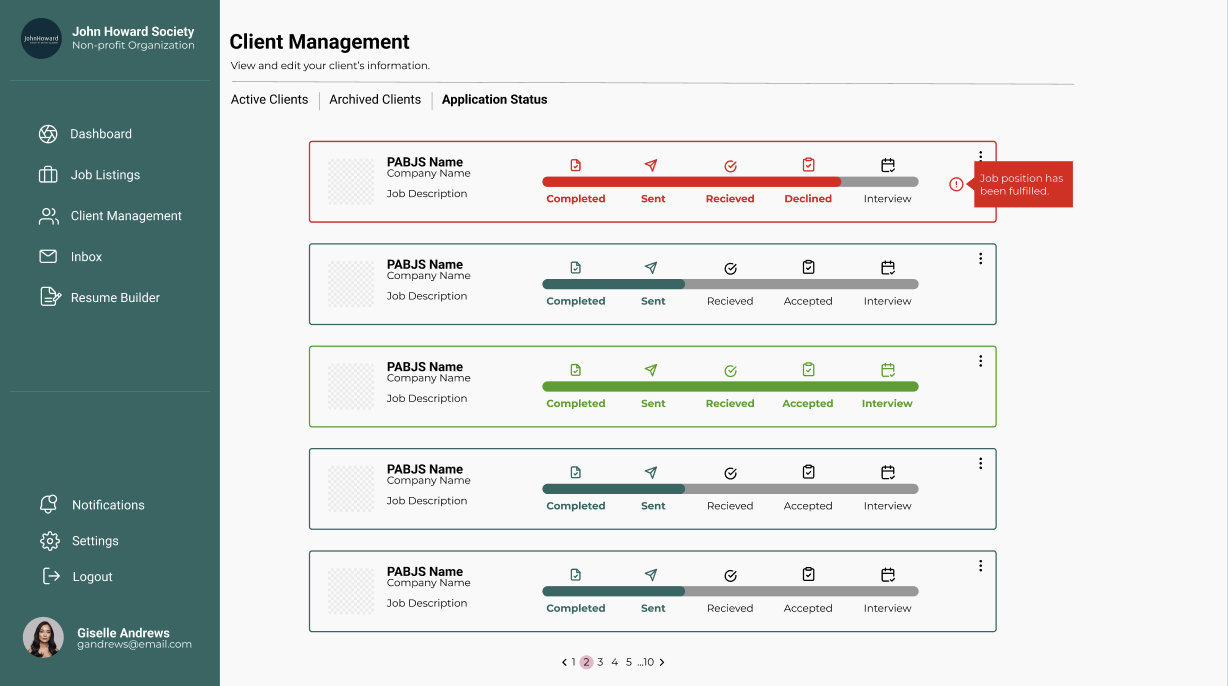 JohnHoward
John Howard Society
Non-profit Organization
Dashboard
Job Listings
Client Management
Inbox
Resume Builder
Notifications
Settings
Logout
Giselle Andrews
gandrews@email.com
Client Management
View and edit your client's information.
Active Clients
Archived Clients
Application Status
PABJS Name
Company Name
Job Description
Completed Sent Recieved Declined Interview
Job position has
been fulfilled.
PABJS Name
Company Name
Job Description
Completed Sent Recieved Accepted Interview
PABJS Name
Company Name
Job Description
Completed Sent Recieved Accepted Interview
PABJS Name
Company Name
Job Description
Completed Sent Recieved Accepted Interview
PABJS Name
Company Name
Job Description
Completed Sent Recieved Accepted Interview
1 2 3 4 5 ...10